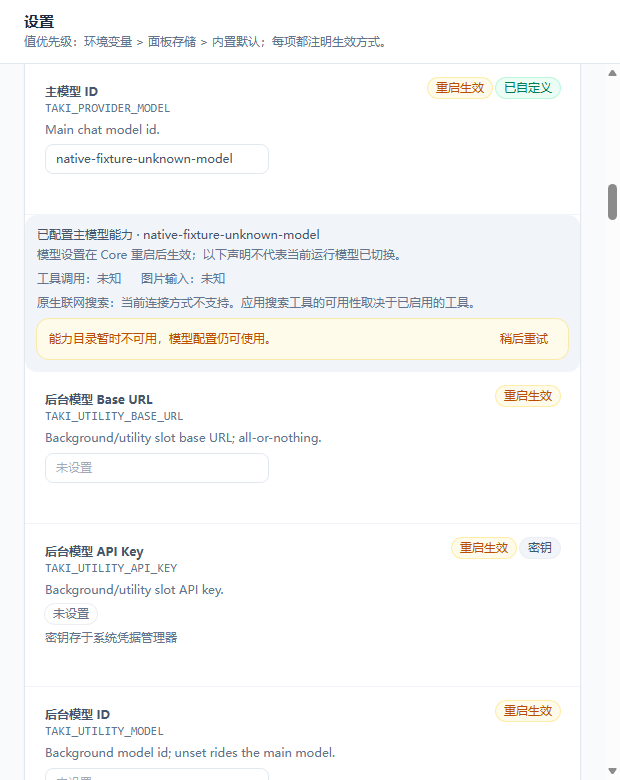 设置
值优先级：环境变量 > 面板存储 > 内置默认；每项都注明生效方式。
主模型 ID
重启生效
已自定义
TAKI_PROVIDER_MODEL
Main chat model id.
native-fixture-unknown-model
已配置主模型能力 · native-fixture-unknown-model
模型设置在 Core 重启后生效；以下声明不代表当前运行模型已切换。
工具调用：未知 图片输入：未知
原生联网搜索：当前连接方式不支持。应用搜索工具的可用性取决于已启用的工具。
能力目录暂时不可用，模型配置仍可使用。 稍后重试
后台模型 Base URL
重启生效
TAKI_UTILITY_BASE_URL
Background/utility slot base URL; all-or-nothing.
未设置
后台模型 API Key
重启生效
密钥
TAKI_UTILITY_API_KEY
Background/utility slot API key.
未设置
密钥存于系统凭据管理器
后台模型 ID
重启生效
TAKI_UTILITY_MODEL
Background model id; unset rides the main model.